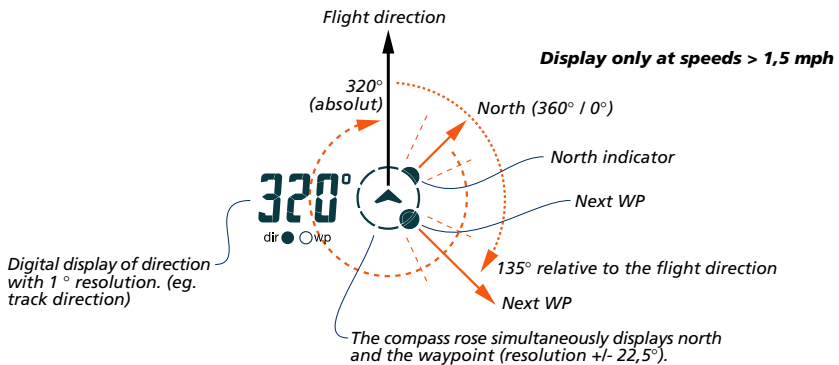 Flight direction
Display only at speeds > 1,5 mph
320°
(absolut)
North (360° / 0°)
North indicator
320°
Next WP
dir wp
Digital display of direction
with 1 ° resolution. (eg.
track direction)
135° relative to the flight direction
Next WP
The compass rose simultaneously displays north
and the waypoint (resolution +/- 22,5°).